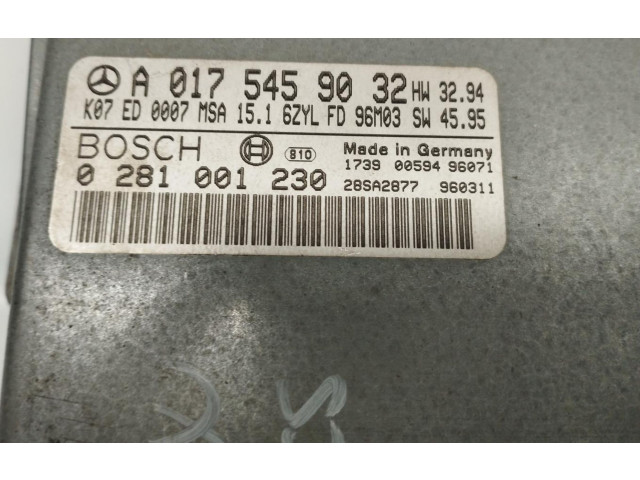 A 017 545 90 32 HW 32.94
K07 ED 0007 MSA 15.1 6ZYL FD 96M03 SW 45.95
BOSCH 810 Made in Germany
1739 00594 96071
0 281 001 230 28SA2877 960311